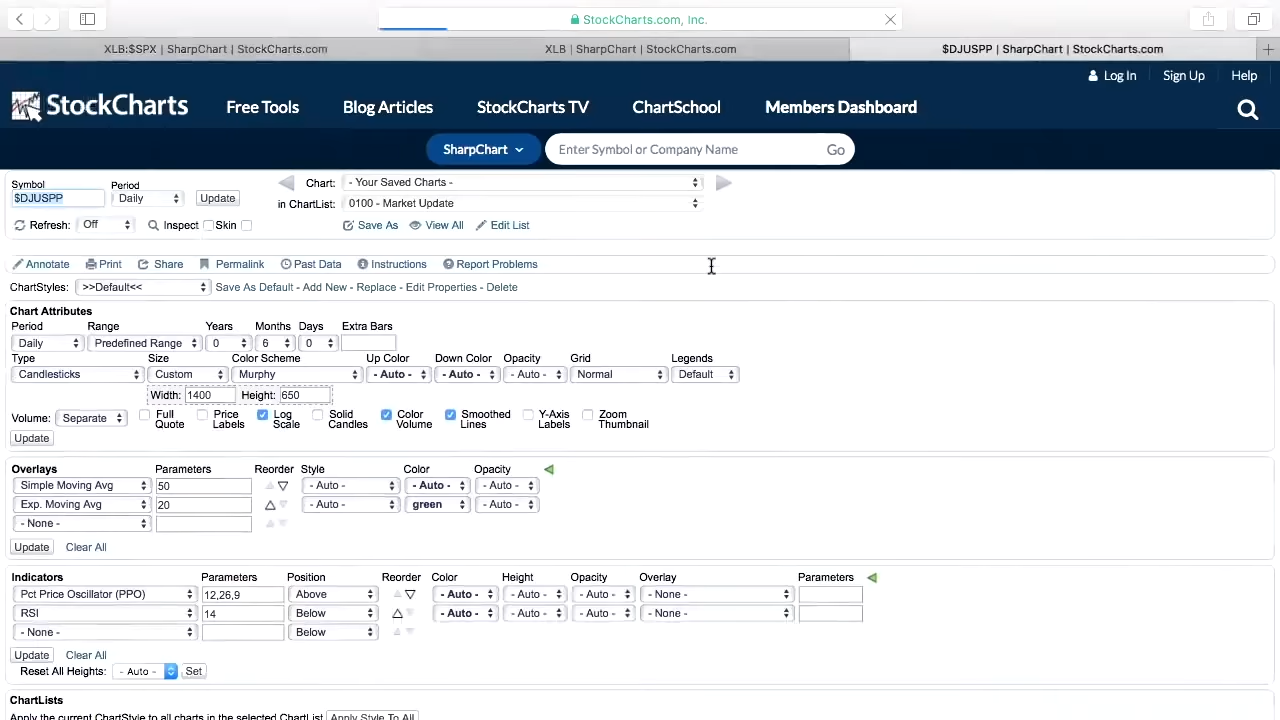 StockCharts.com, Inc.
XLB:$SPX | SharpChart | StockCharts.com
XLB | SharpChart | StockCharts.com
$DJUSPP | SharpChart | StockCharts.com
Log In
Sign Up
Help
StockCharts
Free Tools
Blog Articles
StockCharts TV
ChartSchool
Members Dashboard
SharpChart
Enter Symbol or Company Name
Go
Symbol
Period
$DJUSPP
Daily
Update
Chart:
- Your Saved Charts -
in ChartList:
0100 - Market Update
Refresh:
Off
Inspect
Skin
Save As
View All
Edit List
Annotate
Print
Share
Permalink
Past Data
Instructions
Report Problems
ChartStyles:
>>Default<<
Save As Default - Add New - Replace - Edit Properties - Delete
Chart Attributes
Period Range Years Months Days Extra Bars
Daily Predefined Range 0 6 0
Type Size Color Scheme Up Color Down Color Opacity Grid Legends
Candlesticks Custom Murphy - Auto - - Auto - - Auto - Normal Default
Width: 1400 Height: 650
Volume: Separate
Full Quote
Price Labels
Log Scale
Solid Candles
Color Volume
Smoothed Lines
Y-Axis Labels
Zoom Thumbnail
Update
Overlays Parameters Reorder Style Color Opacity
Simple Moving Avg 50 - Auto - - Auto - - Auto -
Exp. Moving Avg 20 - Auto - green - Auto -
- None -
Update Clear All
Indicators Parameters Position Reorder Color Height Opacity Overlay Parameters
Pct Price Oscillator (PPO) 12,26,9 Above - Auto - - Auto - - Auto - - None -
RSI 14 Below - Auto - - Auto - - Auto - - None -
- None - Below
Update Clear All
Reset All Heights: - Auto - Set
ChartLists
Apply the current ChartStyle to all charts in the selected ChartList Apply Style To All